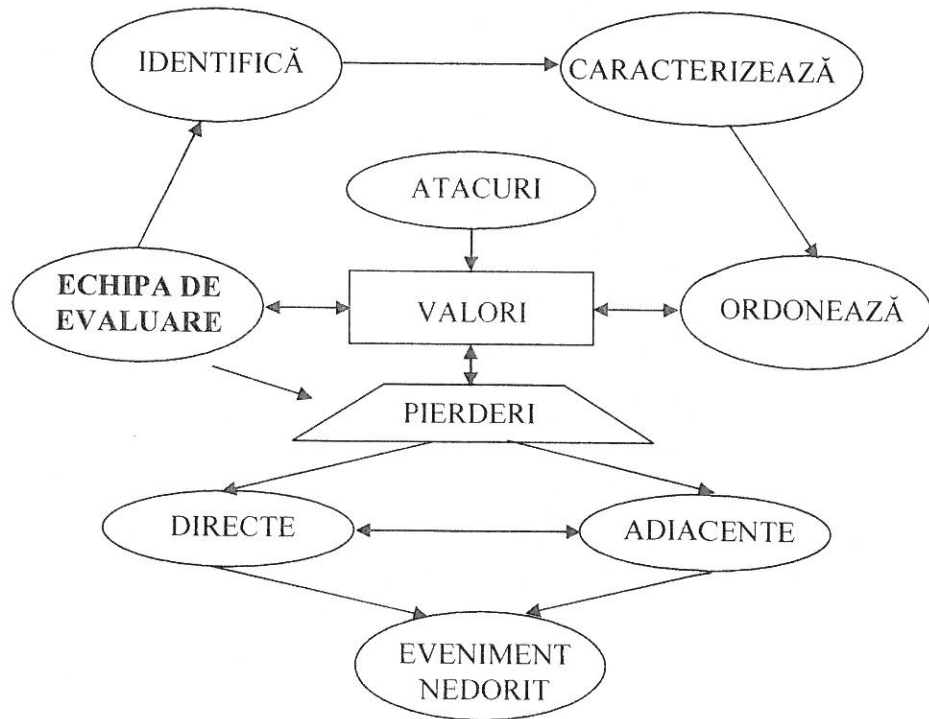 IDENTIFICĂ
CARACTERIZEAZĂ
ATACURI
ECHIPA DE
EVALUARE
VALORI
ORDONEAZĂ
PIERDERI
DIRECTE
ADIACENTE
EVENIMENT
NEDORIT